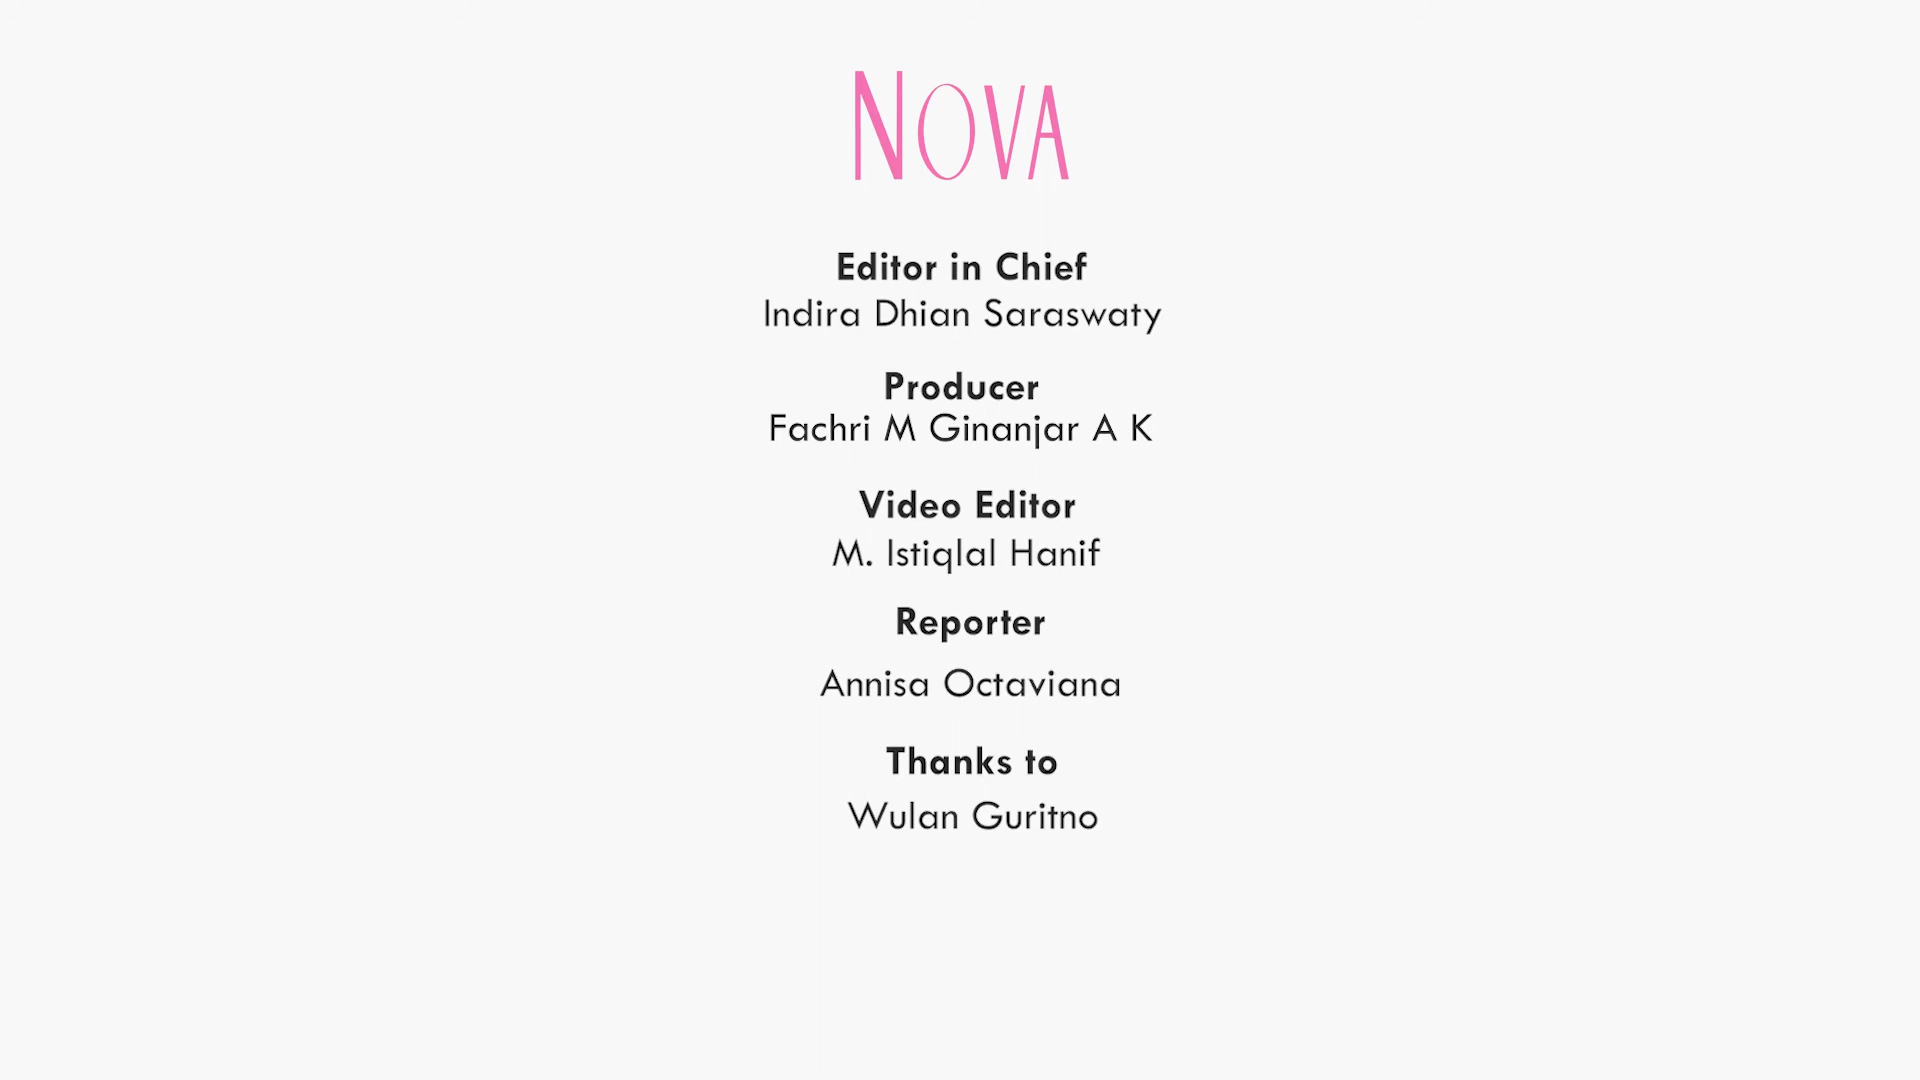 NOVA
Editor in Chief
Indira Dhian Saraswaty
Producer
Fachri M Ginanjar A K
Video Editor
M. Istiqlal Hanif
Reporter
Annisa Octaviana
Thanks to
Wulan Guritno